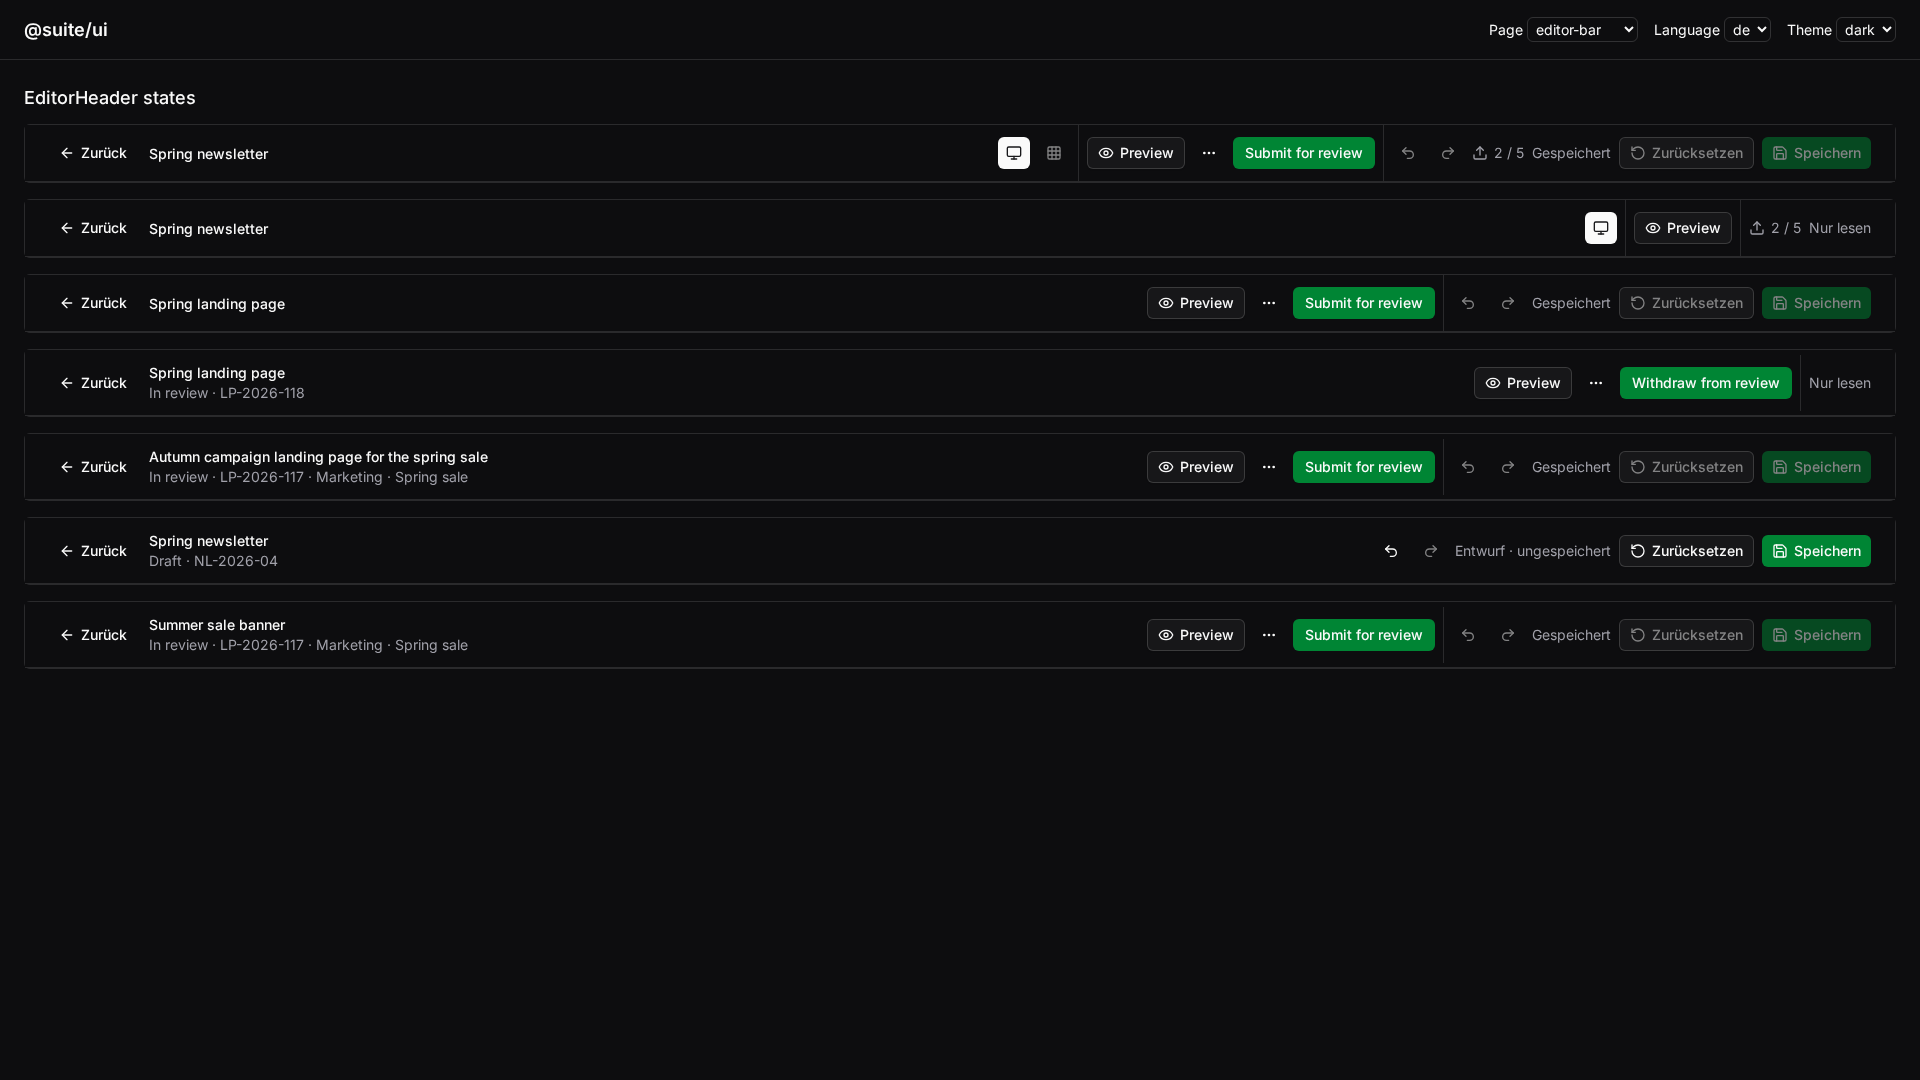 @suite/ui
Page editor-bar Language de Theme dark
EditorHeader states
Zurück Spring newsletter Preview Submit for review 2 / 5 Gespeichert Zurücksetzen Speichern
Zurück Spring newsletter Preview 2 / 5 Nur lesen
Zurück Spring landing page Preview Submit for review Gespeichert Zurücksetzen Speichern
Zurück Spring landing page
In review · LP-2026-118
Preview Withdraw from review Nur lesen
Zurück Autumn campaign landing page for the spring sale
In review · LP-2026-117 · Marketing · Spring sale
Preview Submit for review Gespeichert Zurücksetzen Speichern
Zurück Spring newsletter
Draft · NL-2026-04
Entwurf · ungespeichert Zurücksetzen Speichern
Zurück Summer sale banner
In review · LP-2026-117 · Marketing · Spring sale
Preview Submit for review Gespeichert Zurücksetzen Speichern